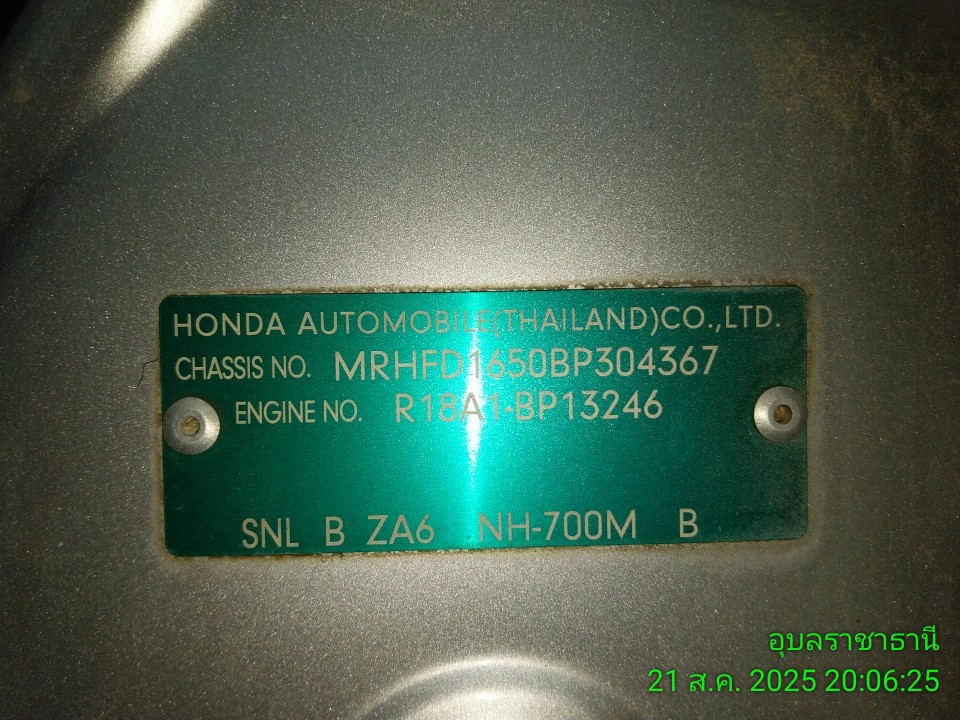 HONDA AUTOMOBILE(THAILAND)CO.,LTD.
CHASSIS NO. MRHFD1650BP304367
ENGINE NO. R18A1-BP13246
SNL B ZA6 NH-700M B
อุบลราชาธานี
21 ส.ค. 2025 20:06:25